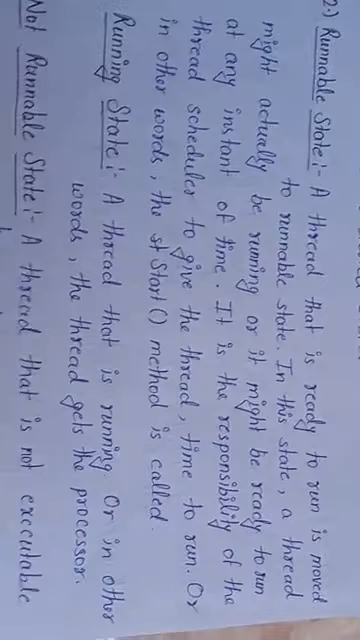 2.) Runnable State:- A thread that is ready to run is moved
to runnable state. In this state, a thread
might actually be running or it might be ready to run
at any instant of time. It is the responsibility of the
thread scheduler to give the thread, time to run. Or
in other words, the st Start() method is called.
Running State:- A thread that is running. Or in other
words, the thread gets the processor.
Not Runnable State:- A thread that is not executable